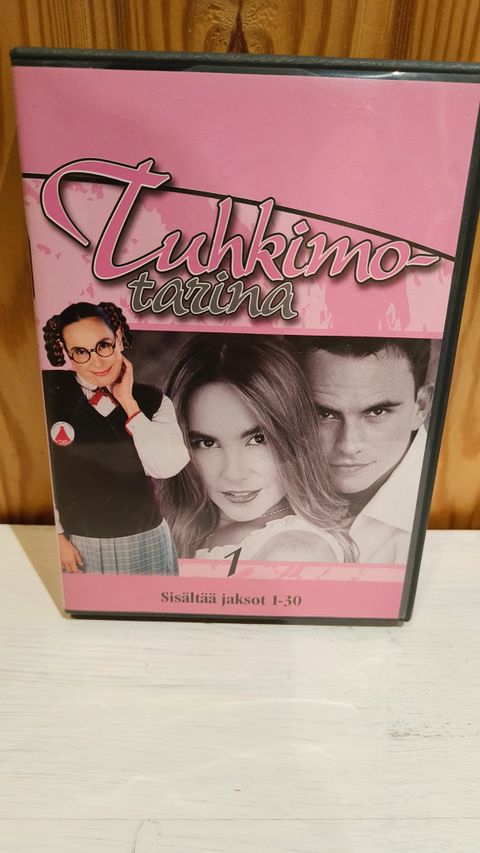 Tuhkimo-
tarina
1
Sisältää jaksot 1-30